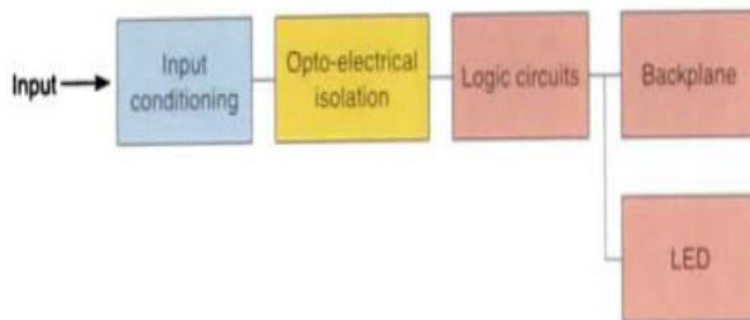 Input
Input
conditioning
Opto-electrical
isolation
Logic circuits
Backplane
LED